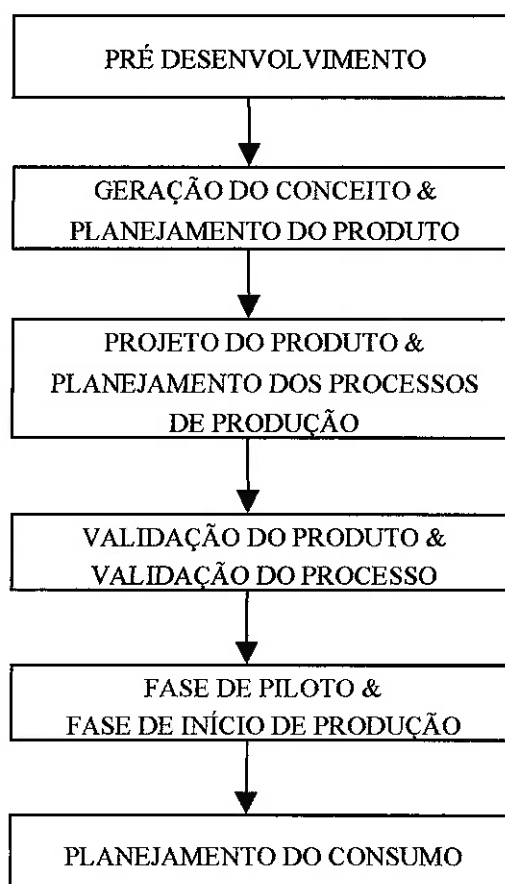 PRÉ DESENVOLVIMENTO
GERAÇÃO DO CONCEITO &
PLANEJAMENTO DO PRODUTO
PROJETO DO PRODUTO &
PLANEJAMENTO DOS PROCESSOS
DE PRODUÇÃO
VALIDAÇÃO DO PRODUTO &
VALIDAÇÃO DO PROCESSO
FASE DE PILOTO &
FASE DE INÍCIO DE PRODUÇÃO
PLANEJAMENTO DO CONSUMO